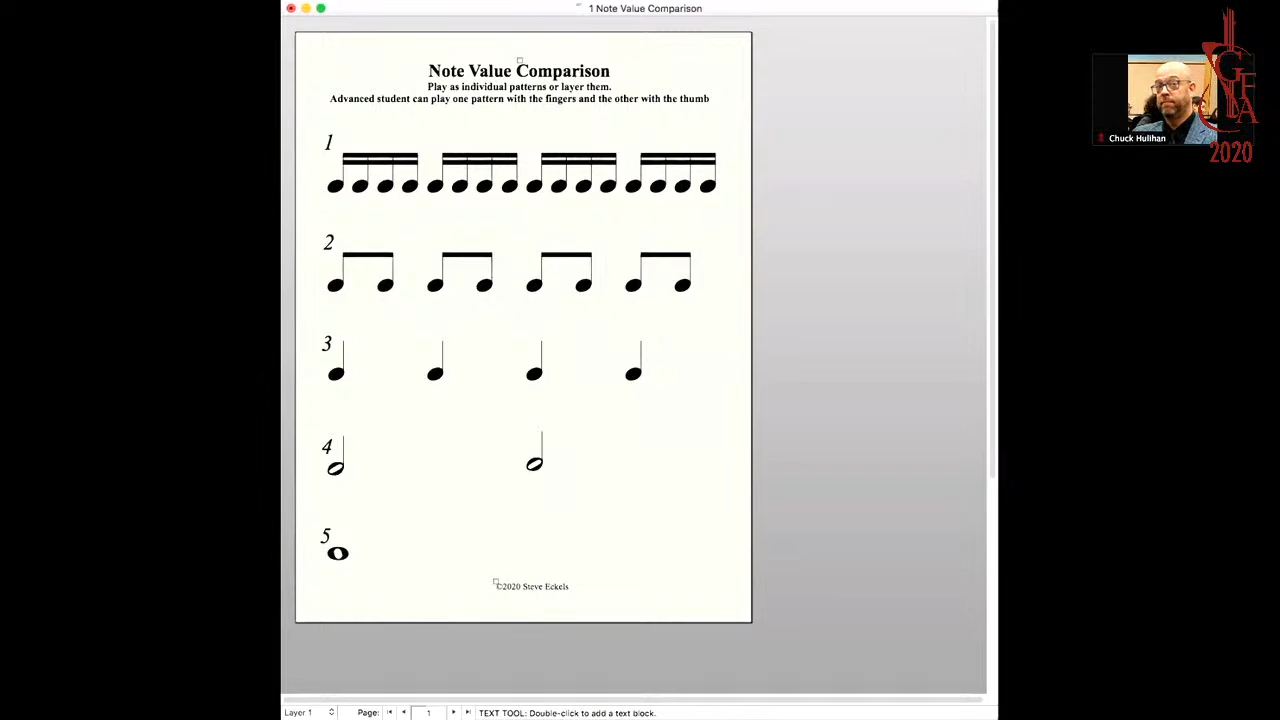 1 Note Value Comparison
Note Value Comparison
Play as individual patterns or layer them.
Advanced student can play one pattern with the fingers and the other with the thumb
1
2
3
4
5
©2020 Steve Eckels
Layer 1
Page:
1
TEXT TOOL: Double-click to add a text block.
Chuck Hulihan
GFA
2020